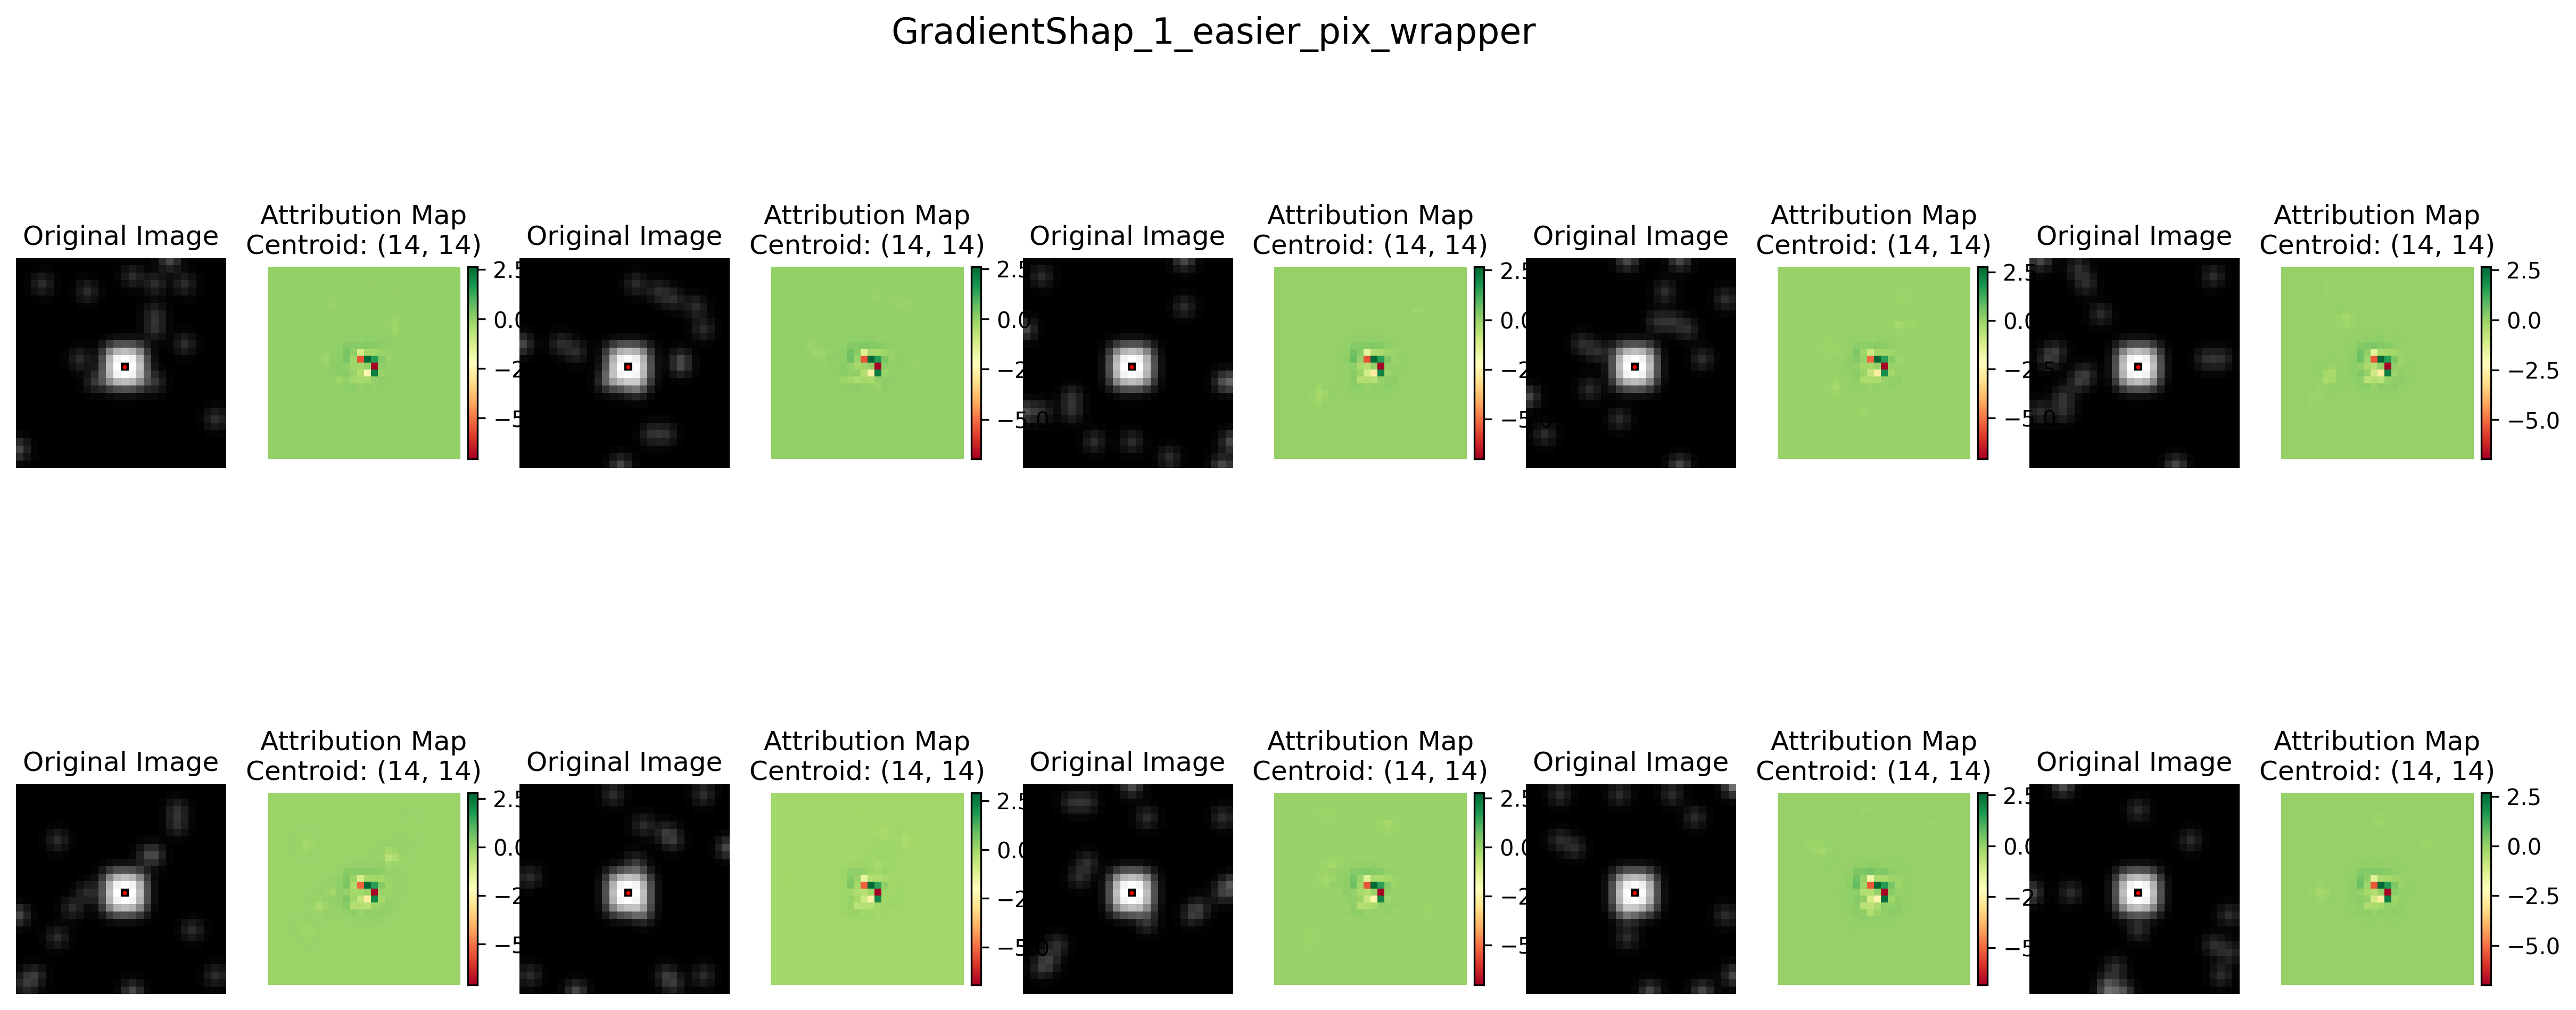 GradientShap_1_easier_pix_wrapper
Original Image
Attribution Map
Centroid: (14, 14)
Original Image
Attribution Map
Centroid: (14, 14)
Original Image
Attribution Map
Centroid: (14, 14)
Original Image
Attribution Map
Centroid: (14, 14)
Original Image
Attribution Map
Centroid: (14, 14)
2.5
0.0
−2.5
−5.0
Original Image
Attribution Map
Centroid: (14, 14)
Original Image
Attribution Map
Centroid: (14, 14)
Original Image
Attribution Map
Centroid: (14, 14)
Original Image
Attribution Map
Centroid: (14, 14)
Original Image
Attribution Map
Centroid: (14, 14)
2.5
0.0
−2.5
−5.0